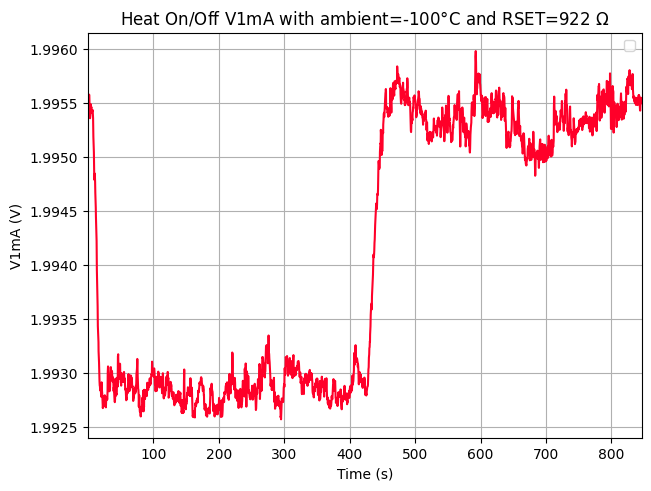 Heat On/Off V1mA with ambient=-100°C and RSET=922 Ω
1.9960
1.9955
1.9950
1.9945
1.9940
1.9935
1.9930
1.9925
V1mA (V)
100 200 300 400 500 600 700 800
Time (s)